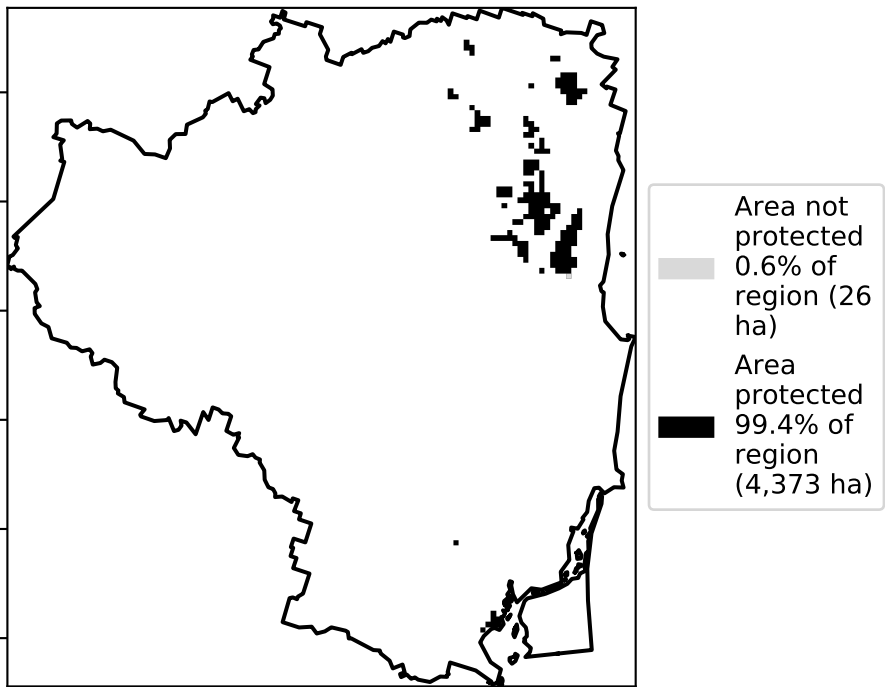 Area not
protected
0.6% of
region (26
ha)
Area
protected
99.4% of
region
(4,373 ha)